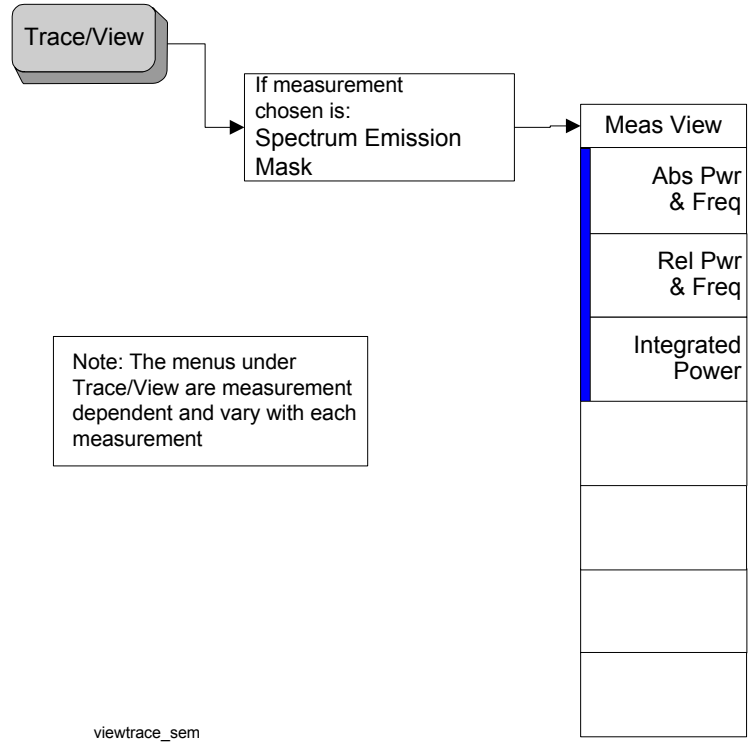 Trace/View
If measurement
chosen is:
Spectrum Emission
Mask
Meas View
Abs Pwr
& Freq
Rel Pwr
& Freq
Integrated
Power
Note: The menus under
Trace/View are measurement
dependent and vary with each
measurement
viewtrace_sem